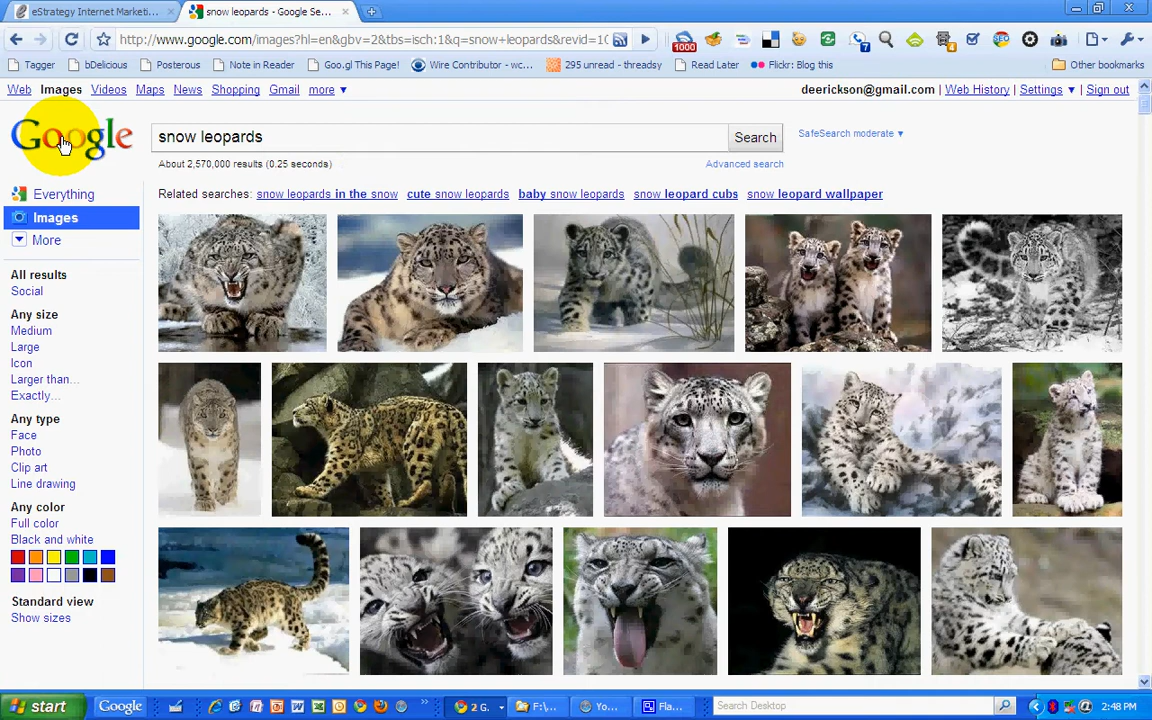 eStrategy Internet Marketi...
snow leopards - Google Se...
http://www.google.com/images?hl=en&gbv=2&tbs=isch:1&q=snow+leopards&revid=10
1000
4
7
Tagger
bDelicious
Posterous
Note in Reader
Goo.gl This Page!
Wire Contributor - wc...
295 unread - threadsy
Read Later
Flickr: Blog this
Other bookmarks
Web Images Videos Maps News Shopping Gmail more ▼
deerickson@gmail.com | Web History | Settings ▼ | Sign out
Google
snow leopards
Search
SafeSearch moderate ▼
About 2,570,000 results (0.25 seconds)
Advanced search
Everything
Images
More
Related searches: snow leopards in the snow cute snow leopards baby snow leopards snow leopard cubs snow leopard wallpaper
All results
Social
Any size
Medium
Large
Icon
Larger than...
Exactly...
Any type
Face
Photo
Clip art
Line drawing
Any color
Full color
Black and white
Standard view
Show sizes
start
Google
2 G.
F:\...
Yo...
Fla...
Search Desktop
2:48 PM